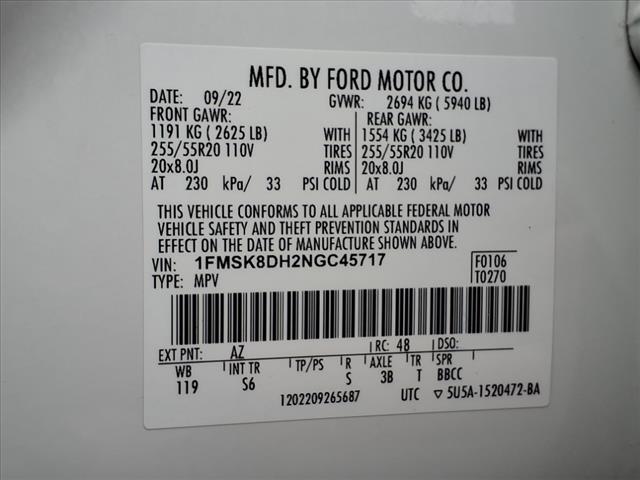 MFD. BY FORD MOTOR CO.
DATE: 09/22 GVWR: 2694 KG ( 5940 LB)
FRONT GAWR: REAR GAWR:
1191 KG ( 2625 LB) WITH 1554 KG ( 3425 LB) WITH
255/55R20 110V TIRES 255/55R20 110V TIRES
20x8.0J RIMS 20x8.0J RIMS
AT 230 kPa/ 33 PSI COLD AT 230 kPa/ 33 PSI COLD
THIS VEHICLE CONFORMS TO ALL APPLICABLE FEDERAL MOTOR
VEHICLE SAFETY AND THEFT PREVENTION STANDARDS IN
EFFECT ON THE DATE OF MANUFACTURE SHOWN ABOVE.
VIN: 1FMSK8DH2NGC45717 F0106
TYPE: MPV T0270
EXT PNT: AZ RC: 48 DSO:
WB INT TR TP/PS R AXLE TR SPR
119 S6 S 3B T BBCC
1202209265687 UTC ▽ 5U5A-1520472-BA